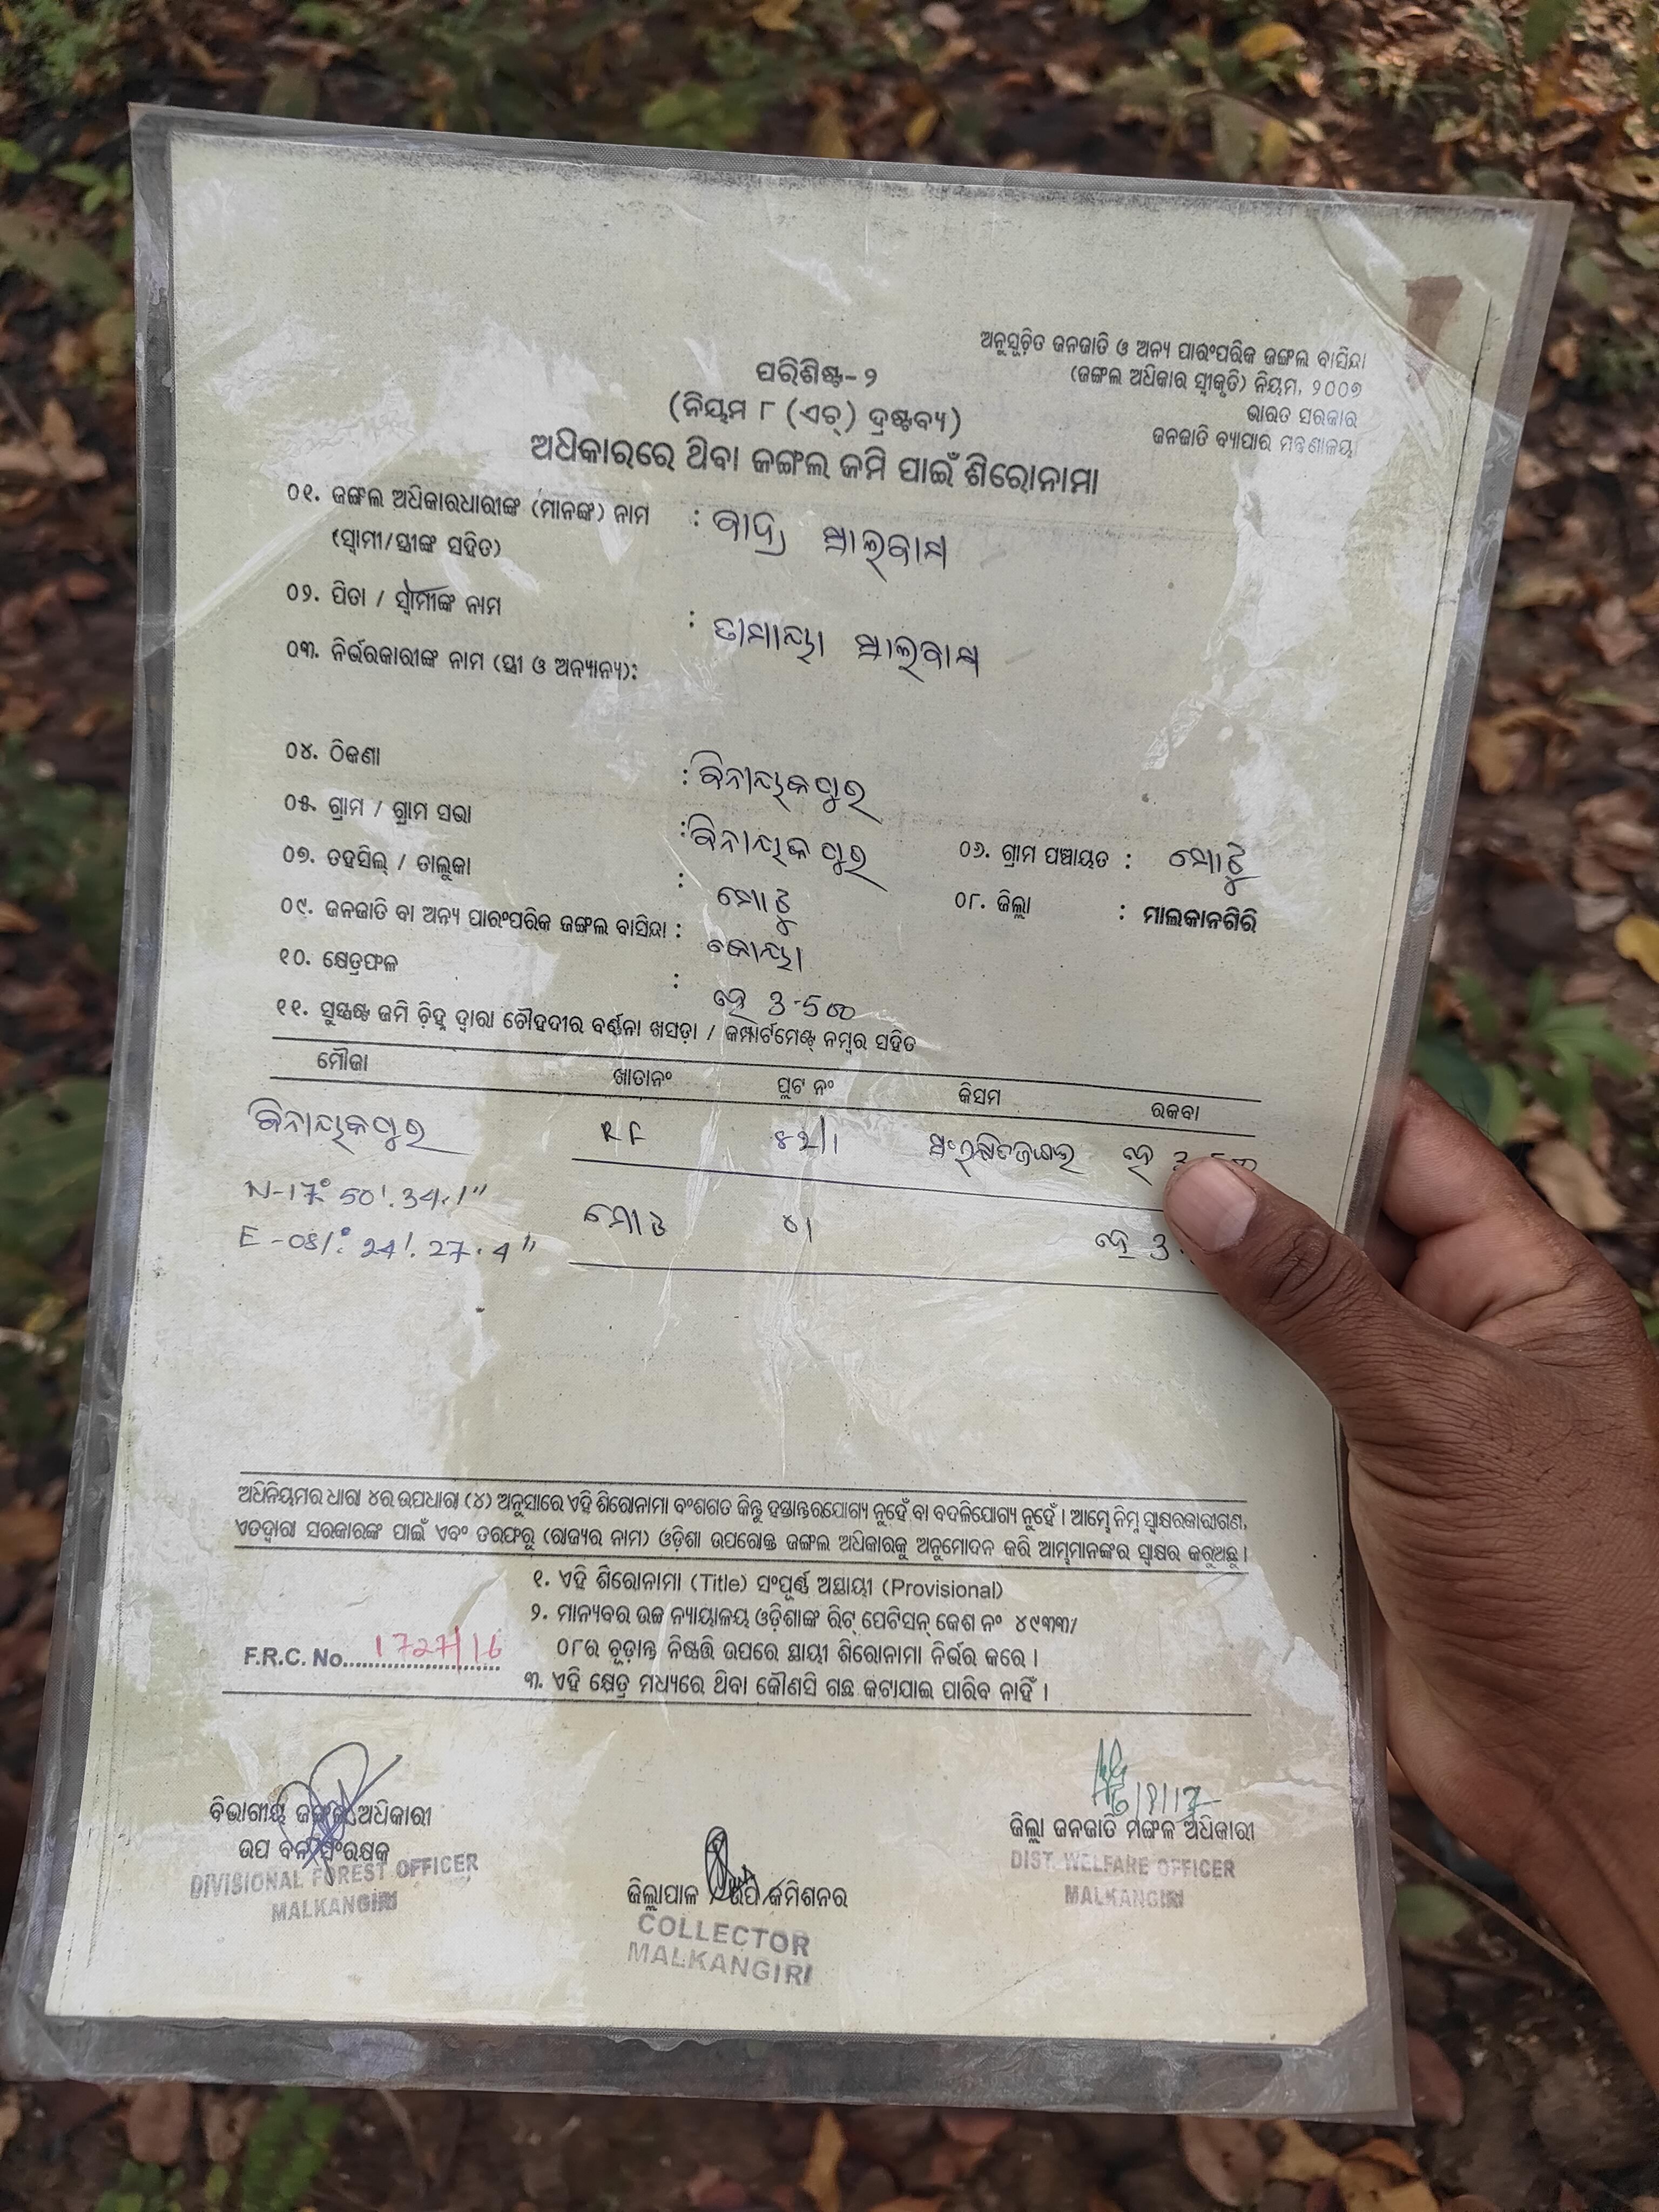 ଅନୁସୂଚିତ ଜନଜାତି ଓ ଅନ୍ୟ ପାରଂପରିକ ଜଙ୍ଗଲ ବାସିନ୍ଦା
(ଜଙ୍ଗଲ ଅଧିକାର ସ୍ୱୀକୃତି) ନିୟମ, ୨୦୦୭
ଭାରତ ସରକାର
ଜନଜାତି ବ୍ୟାପାର ମନ୍ତ୍ରଣାଳୟ
ପରିଶିଷ୍ଟ-୨
(ନିୟମ ୮ (ଏଚ୍) ଦ୍ରଷ୍ଟବ୍ୟ)
ଅଧିକାରରେ ଥିବା ଜଙ୍ଗଲ ଜମି ପାଇଁ ଶିରୋନାମା
୦୧. ଜଙ୍ଗଲ ଅଧିକାରଧାରୀଙ୍କ (ମାନଙ୍କ) ନାମ :
(ସ୍ୱାମୀ/ସ୍ତ୍ରୀଙ୍କ ସହିତ)
୦୨. ପିତା / ସ୍ୱାମୀଙ୍କ ନାମ :
୦୩. ନିର୍ଭରକାରୀଙ୍କ ନାମ (ସ୍ତ୍ରୀ ଓ ଅନ୍ୟାନ୍ୟ):
୦୪. ଠିକଣା : ବିନାୟକପୁର
୦୫. ଗ୍ରାମ / ଗ୍ରାମ ସଭା : ବିନାୟକପୁର ୦୬. ଗ୍ରାମ ପଞ୍ଚାୟତ : ମୋଟୁ
୦୭. ତହସିଲ୍ / ତାଲୁକା : ମୋଟୁ ୦୮. ଜିଲ୍ଲା : ମାଲକାନଗିରି
୦୯. ଜନଜାତି ବା ଅନ୍ୟ ପାରଂପରିକ ଜଙ୍ଗଲ ବାସିନ୍ଦା : କୋୟା
୧୦. କ୍ଷେତ୍ରଫଳ : ହେ
୧୧. ସୁସ୍ପଷ୍ଟ ଜମି ଚିହ୍ନ ଦ୍ୱାରା ଚୌହଦୀର ବର୍ଣ୍ଣନା ଖସଡ଼ା / କମ୍ପାର୍ଟମେଣ୍ଟ୍ ନମ୍ବର ସହିତ
ମୌଜା ଖାତାନଂ ପ୍ଲଟ ନଂ କିସମ ରକବା
ବିନାୟକପୁର RF ୫୨/1 ସଂରକ୍ଷିତଜଙ୍ଗଲ ହେ
N-17° 50'. 34.1"
ମୋଟ ୪1 ହେ
E-081° 24'. 27.4"
ଅଧିନିୟମର ଧାରା ୪ର ଉପଧାରା (୪) ଅନୁସାରେ ଏହି ଶିରୋନାମା ବଂଶଗତ କିନ୍ତୁ ହସ୍ତାନ୍ତରଯୋଗ୍ୟ ନୁହେଁ ବା ବଦଳିଯୋଗ୍ୟ ନୁହେଁ । ଆମ୍ଭେ ନିମ୍ନ ସ୍ୱାକ୍ଷରକାରୀଗଣ,
ଏତଦ୍ୱାରା ସରକାରଙ୍କ ପାଇଁ ଏବଂ ତରଫରୁ (ରାଜ୍ୟର ନାମ) ଓଡ଼ିଶା ଉପରୋକ୍ତ ଜଙ୍ଗଲ ଅଧିକାରକୁ ଅନୁମୋଦନ କରି ଆମ୍ଭମାନଙ୍କର ସ୍ୱାକ୍ଷର କରୁଅଛୁ ।
୧. ଏହି ଶିରୋନାମା (Title) ସଂପୂର୍ଣ୍ଣ ଅସ୍ଥାୟୀ (Provisional)
୨. ମାନ୍ୟବର ଉଚ୍ଚ ନ୍ୟାୟାଳୟ ଓଡ଼ିଶାଙ୍କ ରିଟ୍ ପେଟିସନ୍ କେଶ ନଂ ୪୯୩୩/
୦୮ର ଚୂଡ଼ାନ୍ତ ନିଷ୍ପତ୍ତି ଉପରେ ସ୍ଥାୟୀ ଶିରୋନାମା ନିର୍ଭର କରେ ।
F.R.C. No. 1727/16
୩. ଏହି କ୍ଷେତ୍ର ମଧ୍ୟରେ ଥିବା କୌଣସି ଗଛ କଟାଯାଇ ପାରିବ ନାହିଁ ।
ବିଭାଗୀୟ ଜଙ୍ଗଲ ଅଧିକାରୀ
ଉପ ବନ ସଂରକ୍ଷକ
DIVISIONAL FOREST OFFICER
MALKANGIRI
ଜିଲ୍ଲାପାଳ / ଉପ କମିଶନର
COLLECTOR
MALKANGIRI
ଜିଲ୍ଲା ଜନଜାତି ମଙ୍ଗଳ ଅଧିକାରୀ
DIST. WELFARE OFFICER
MALKANGIRI